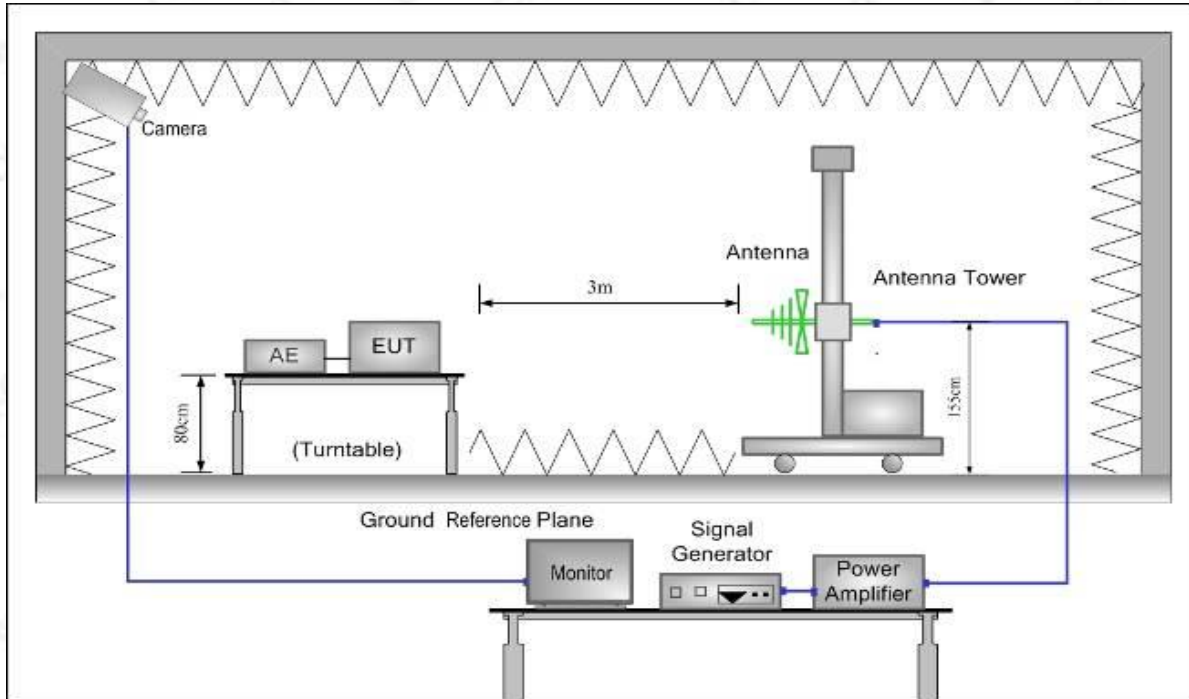 Camera
Antenna
3m
Antenna Tower
AE
EUT
80cm
155cm
(Turntable)
Ground Reference Plane
Signal
Generator
Monitor
Power
Amplifier